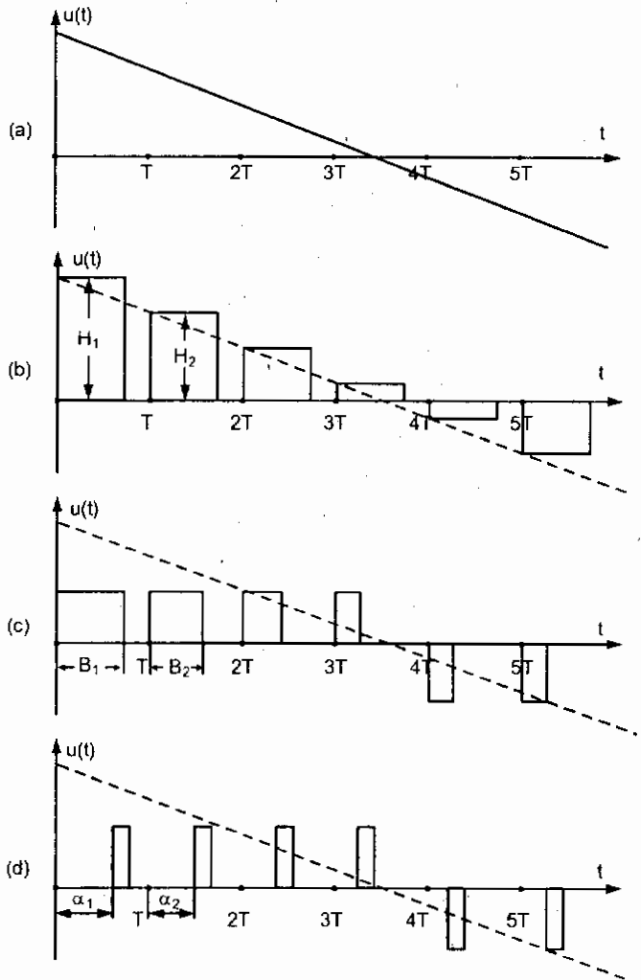 u(t)
(a)
t
T 2T 3T 4T 5T
u(t)
H₁
H₂
(b)
t
T 2T 3T 4T 5T
u(t)
(c)
t
B₁ T B₂ 2T 3T 4T 5T
u(t)
(d)
t
α₁ T α₂ 2T 3T 4T 5T